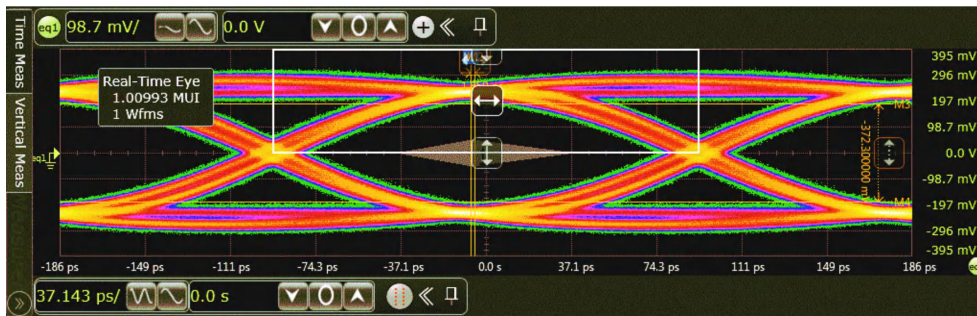 eq1 98.7 mV/ 0.0 V
Time Meas
Vertical Meas
Real-Time Eye
1.00993 MUI
1 Wfms
395 mV
296 mV
197 mV
98.7 mV
0.0 V
-98.7 mV
-197 mV
-296 mV
-395 mV
M3
M4
eq1
-186 ps -149 ps -111 ps -74.3 ps -37.1 ps 0.0 s 37.1 ps 74.3 ps 111 ps 149 ps 186 ps
37.143 ps/ 0.0 s